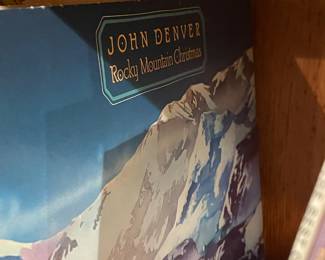 JOHN DENVER
Rocky Mountain Christmas